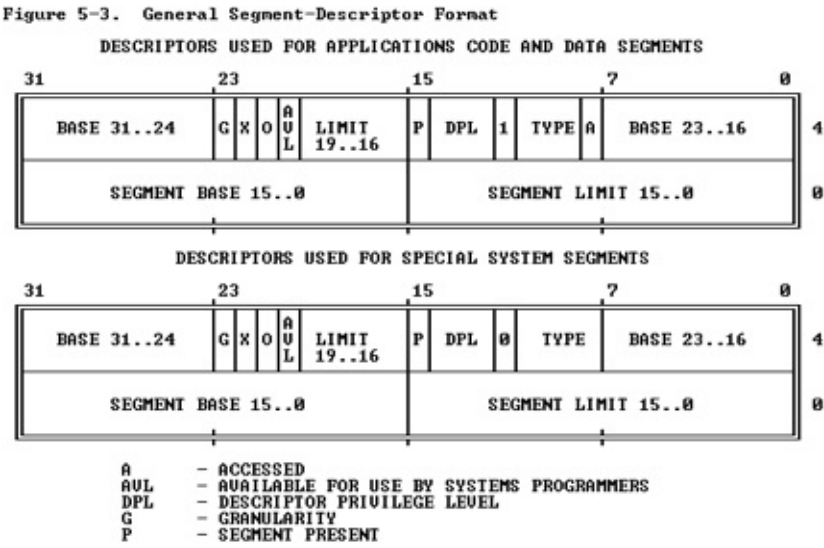 Figure 5-3. General Segment-Descriptor Format
DESCRIPTORS USED FOR APPLICATIONS CODE AND DATA SEGMENTS
31 23 15 7 0
BASE 31..24 G X O AVL LIMIT 19..16 P DPL 1 TYPE A BASE 23..16 4
SEGMENT BASE 15..0 SEGMENT LIMIT 15..0 0
DESCRIPTORS USED FOR SPECIAL SYSTEM SEGMENTS
31 23 15 7 0
BASE 31..24 G X O AVL LIMIT 19..16 P DPL 0 TYPE BASE 23..16 4
SEGMENT BASE 15..0 SEGMENT LIMIT 15..0 0
A - ACCESSED
AVL - AVAILABLE FOR USE BY SYSTEMS PROGRAMMERS
DPL - DESCRIPTOR PRIVILEGE LEVEL
G - GRANULARITY
P - SEGMENT PRESENT